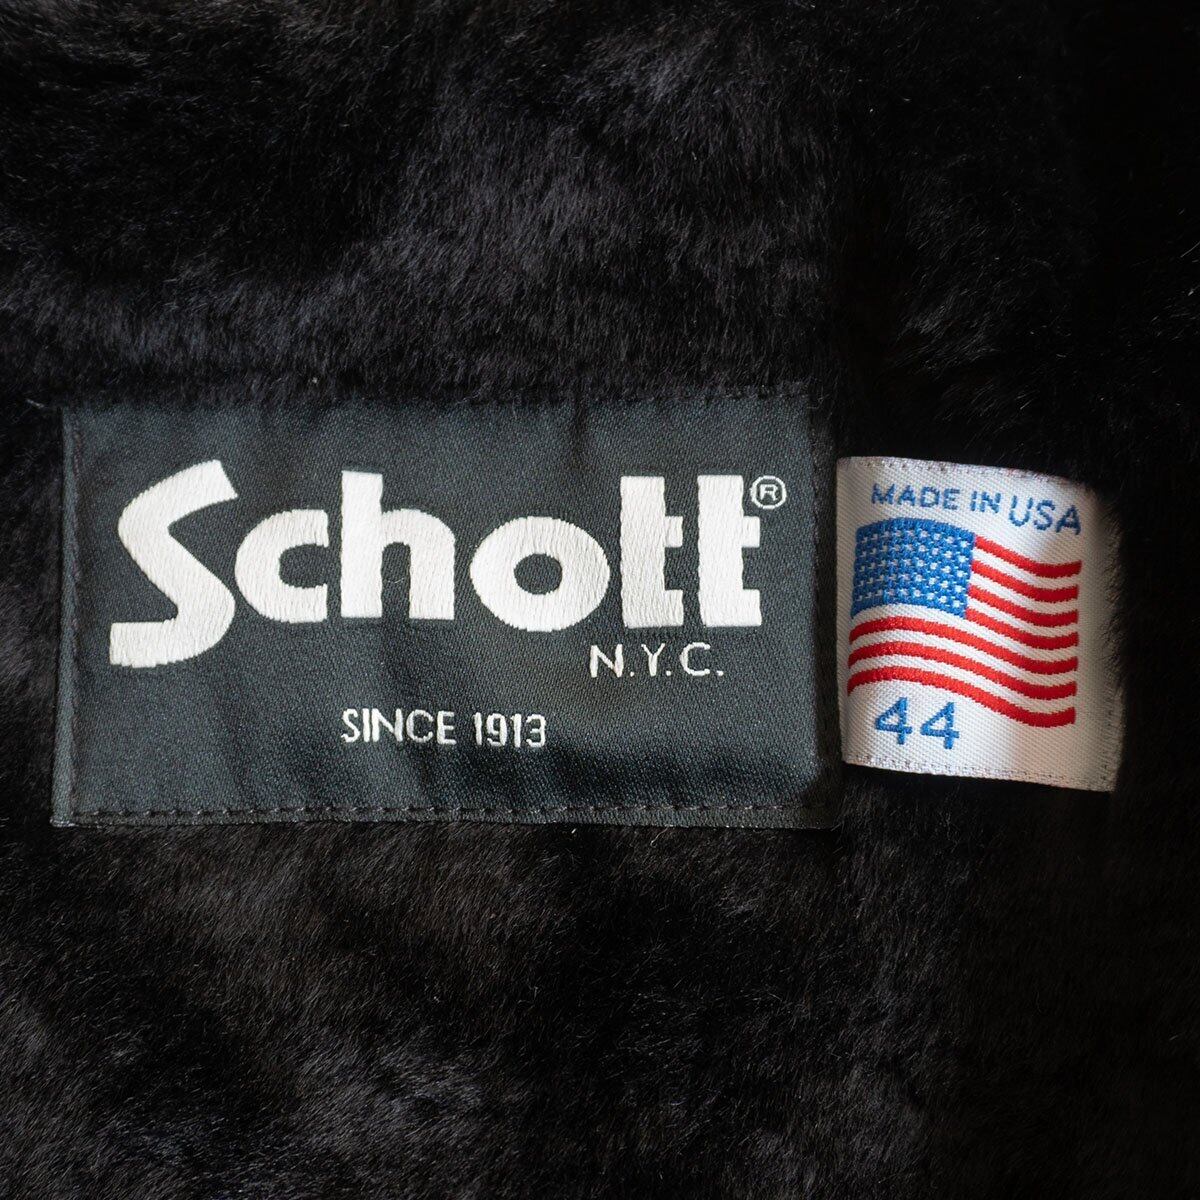 Schott®
N.Y.C.
SINCE 1913
MADE IN USA
44